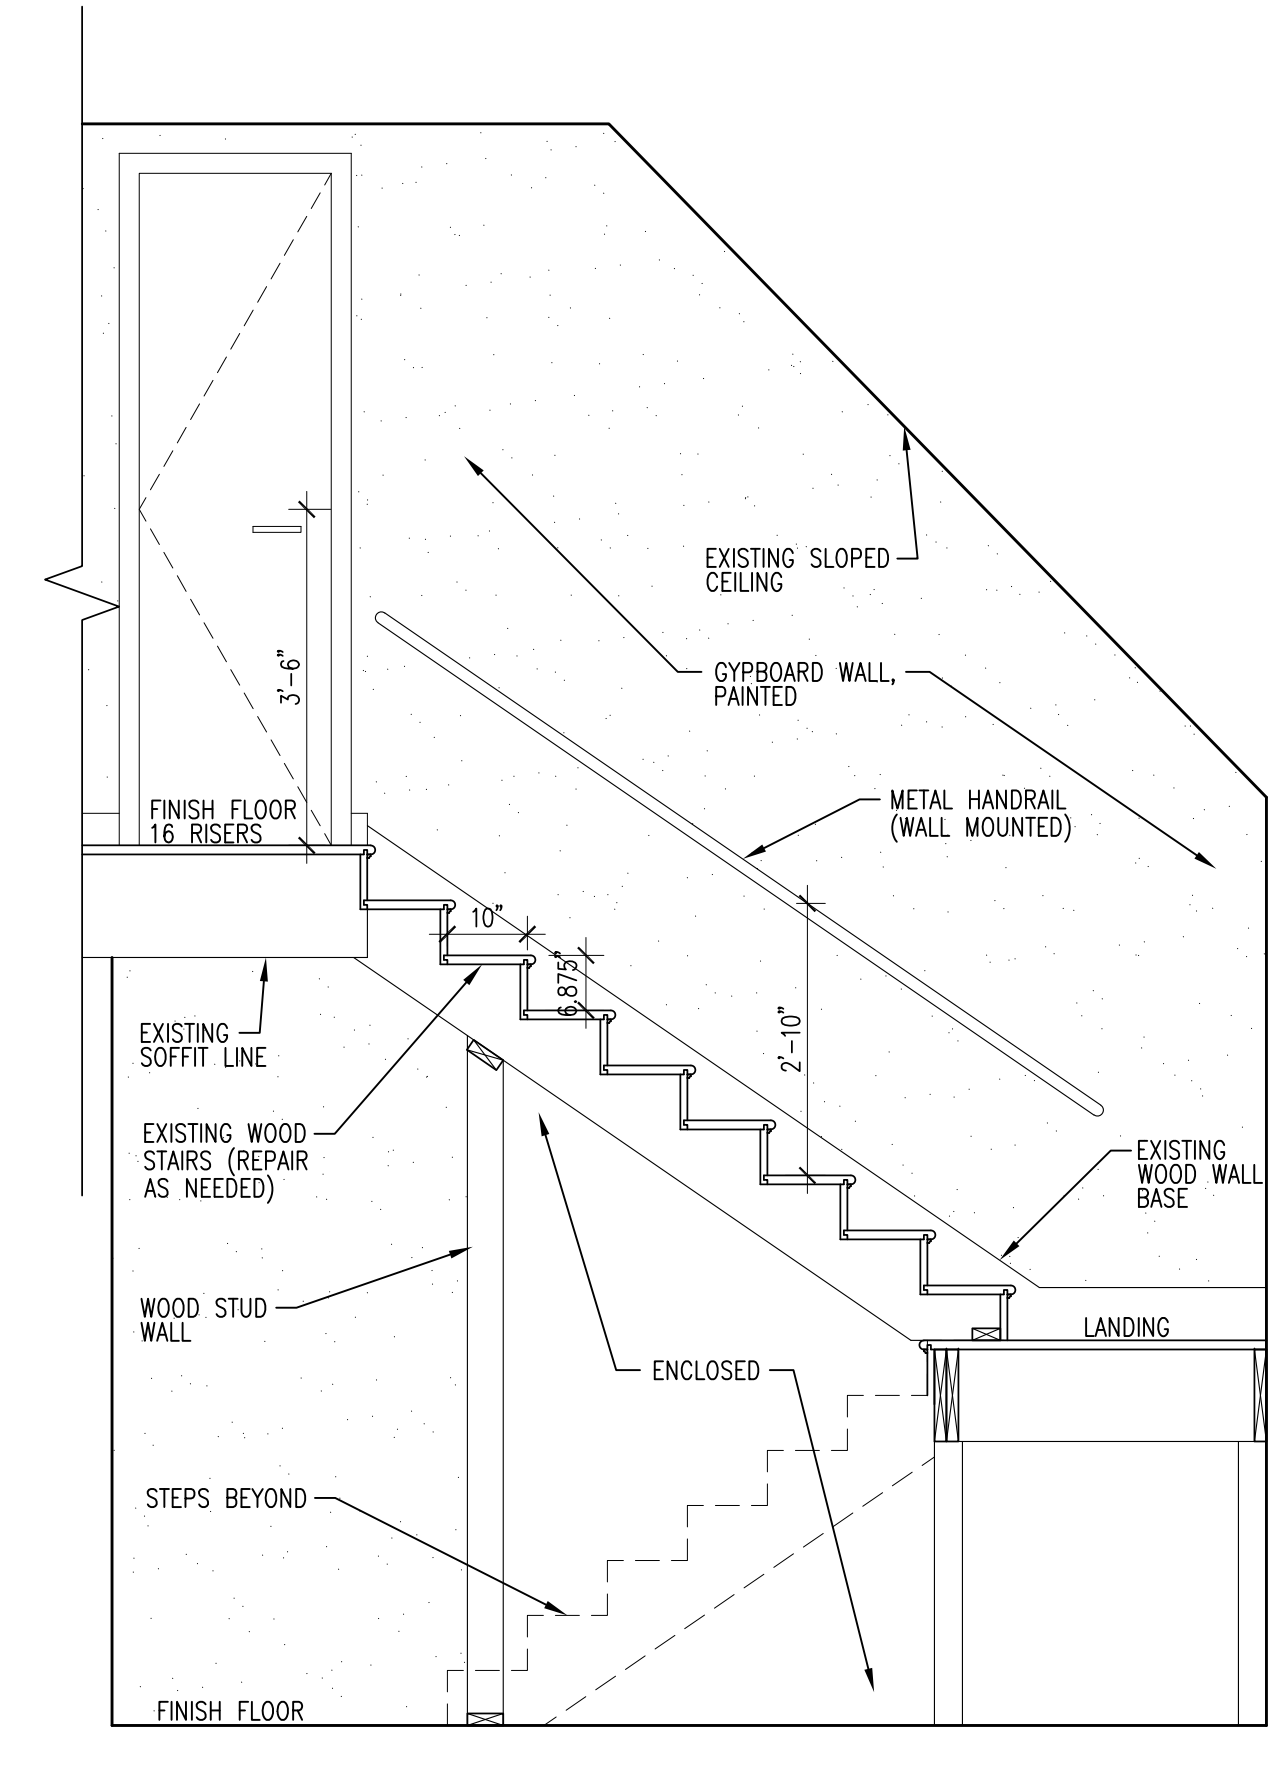 EXISTING SLOPED
CEILING
3'-6"
GYPBOARD WALL,
PAINTED
FINISH FLOOR
16 RISERS
METAL HANDRAIL
(WALL MOUNTED)
10"
6.875"
2'-10"
EXISTING
SOFFIT LINE
EXISTING WOOD
STAIRS (REPAIR
AS NEEDED)
EXISTING
WOOD WALL
BASE
WOOD STUD
WALL
LANDING
ENCLOSED
STEPS BEYOND
FINISH FLOOR